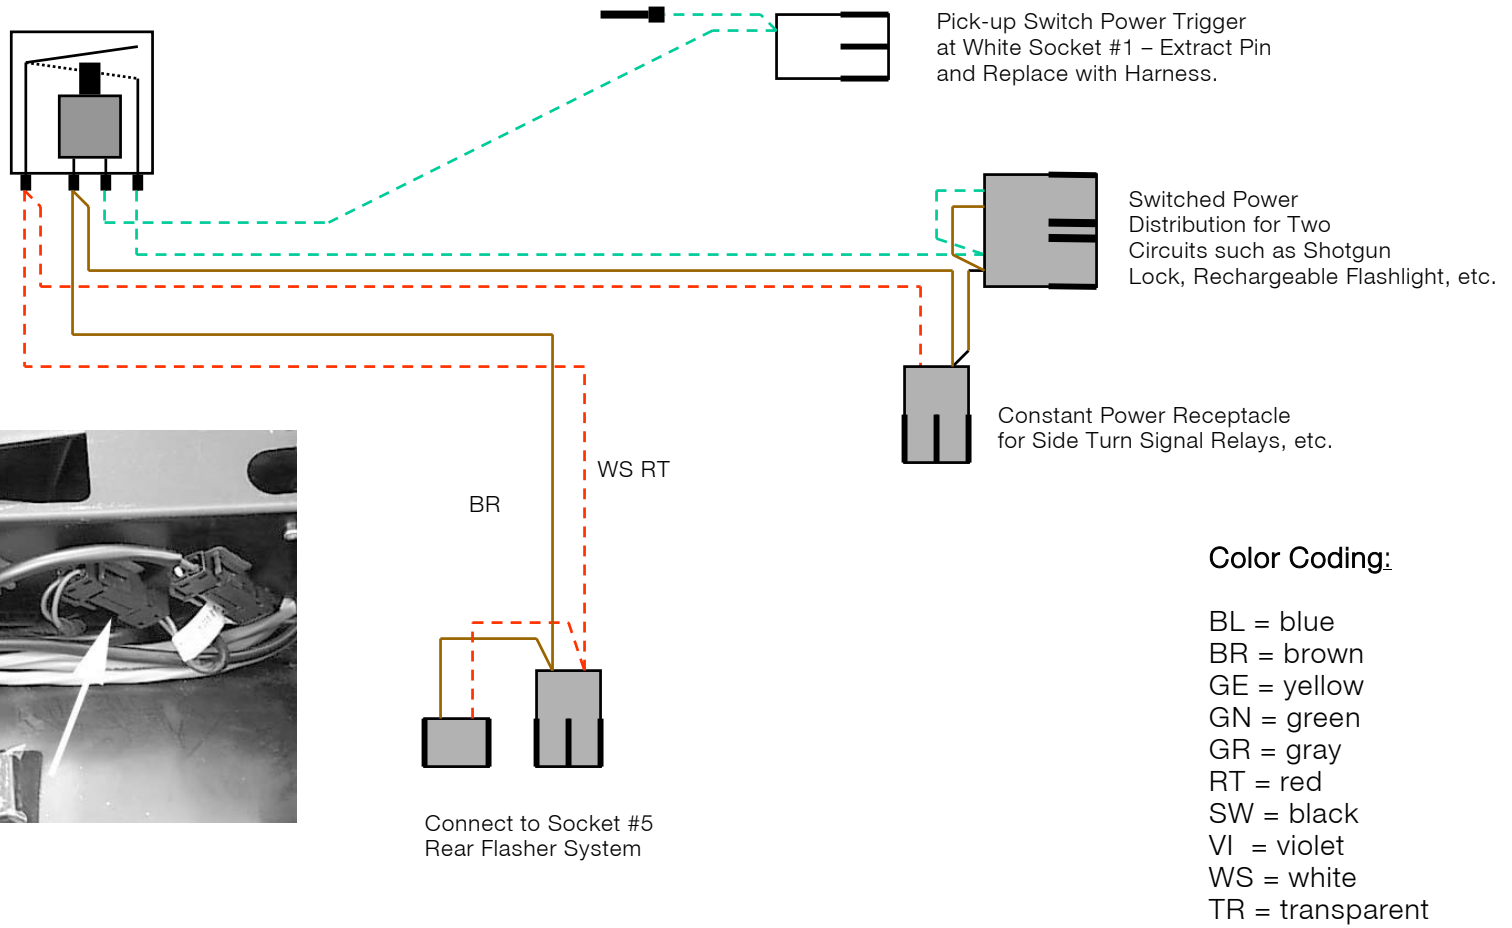 Pick-up Switch Power Trigger
at White Socket #1 – Extract Pin
and Replace with Harness.
Switched Power
Distribution for Two
Circuits such as Shotgun
Lock, Rechargeable Flashlight, etc.
Constant Power Receptacle
for Side Turn Signal Relays, etc.
WS RT
BR
Connect to Socket #5
Rear Flasher System
Color Coding:
BL = blue
BR = brown
GE = yellow
GN = green
GR = gray
RT = red
SW = black
VI = violet
WS = white
TR = transparent